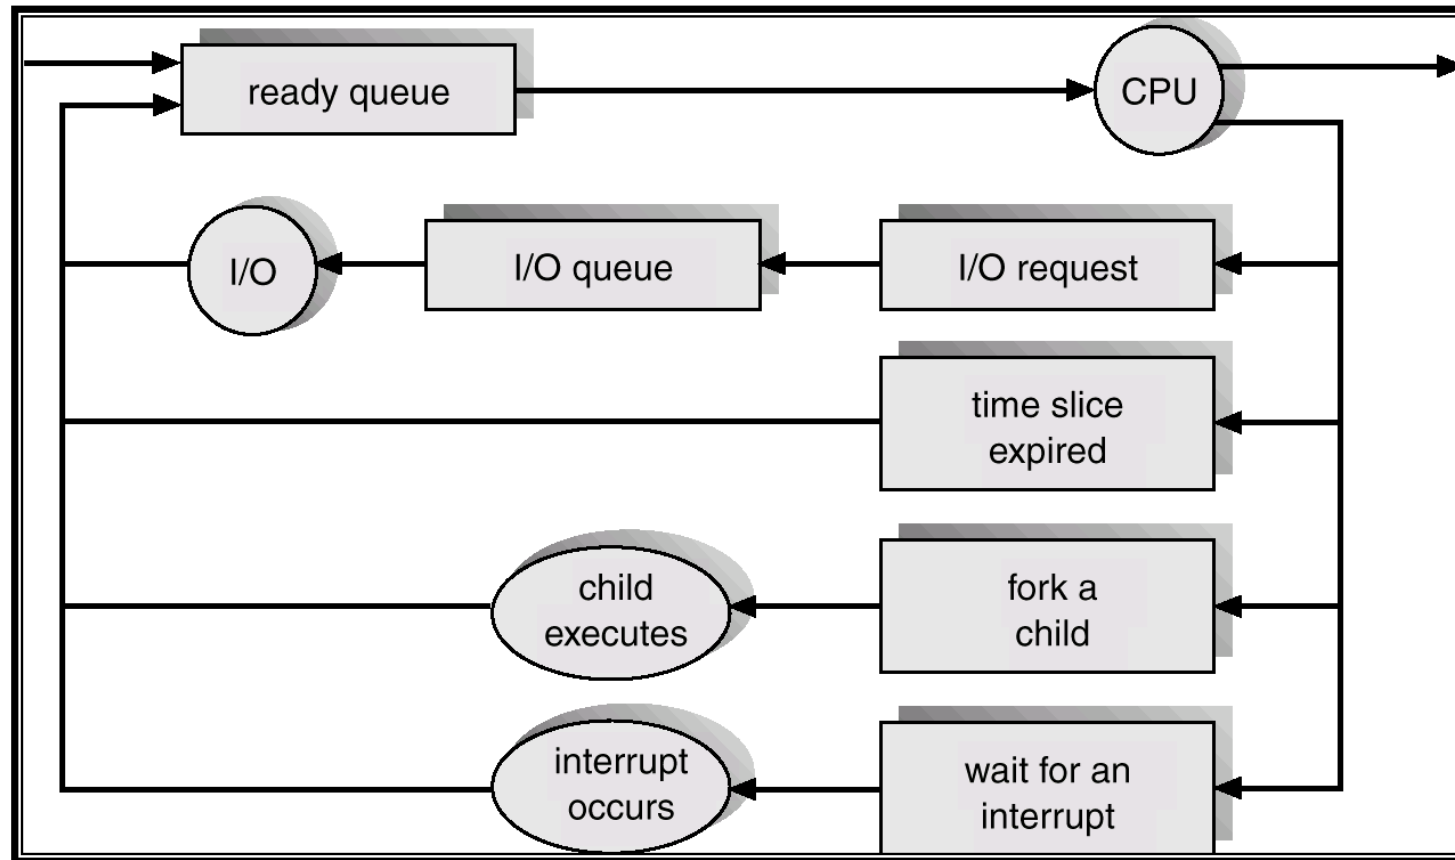 ready queue
CPU
I/O
I/O queue
I/O request
time slice
expired
child
executes
fork a
child
interrupt
occurs
wait for an
interrupt